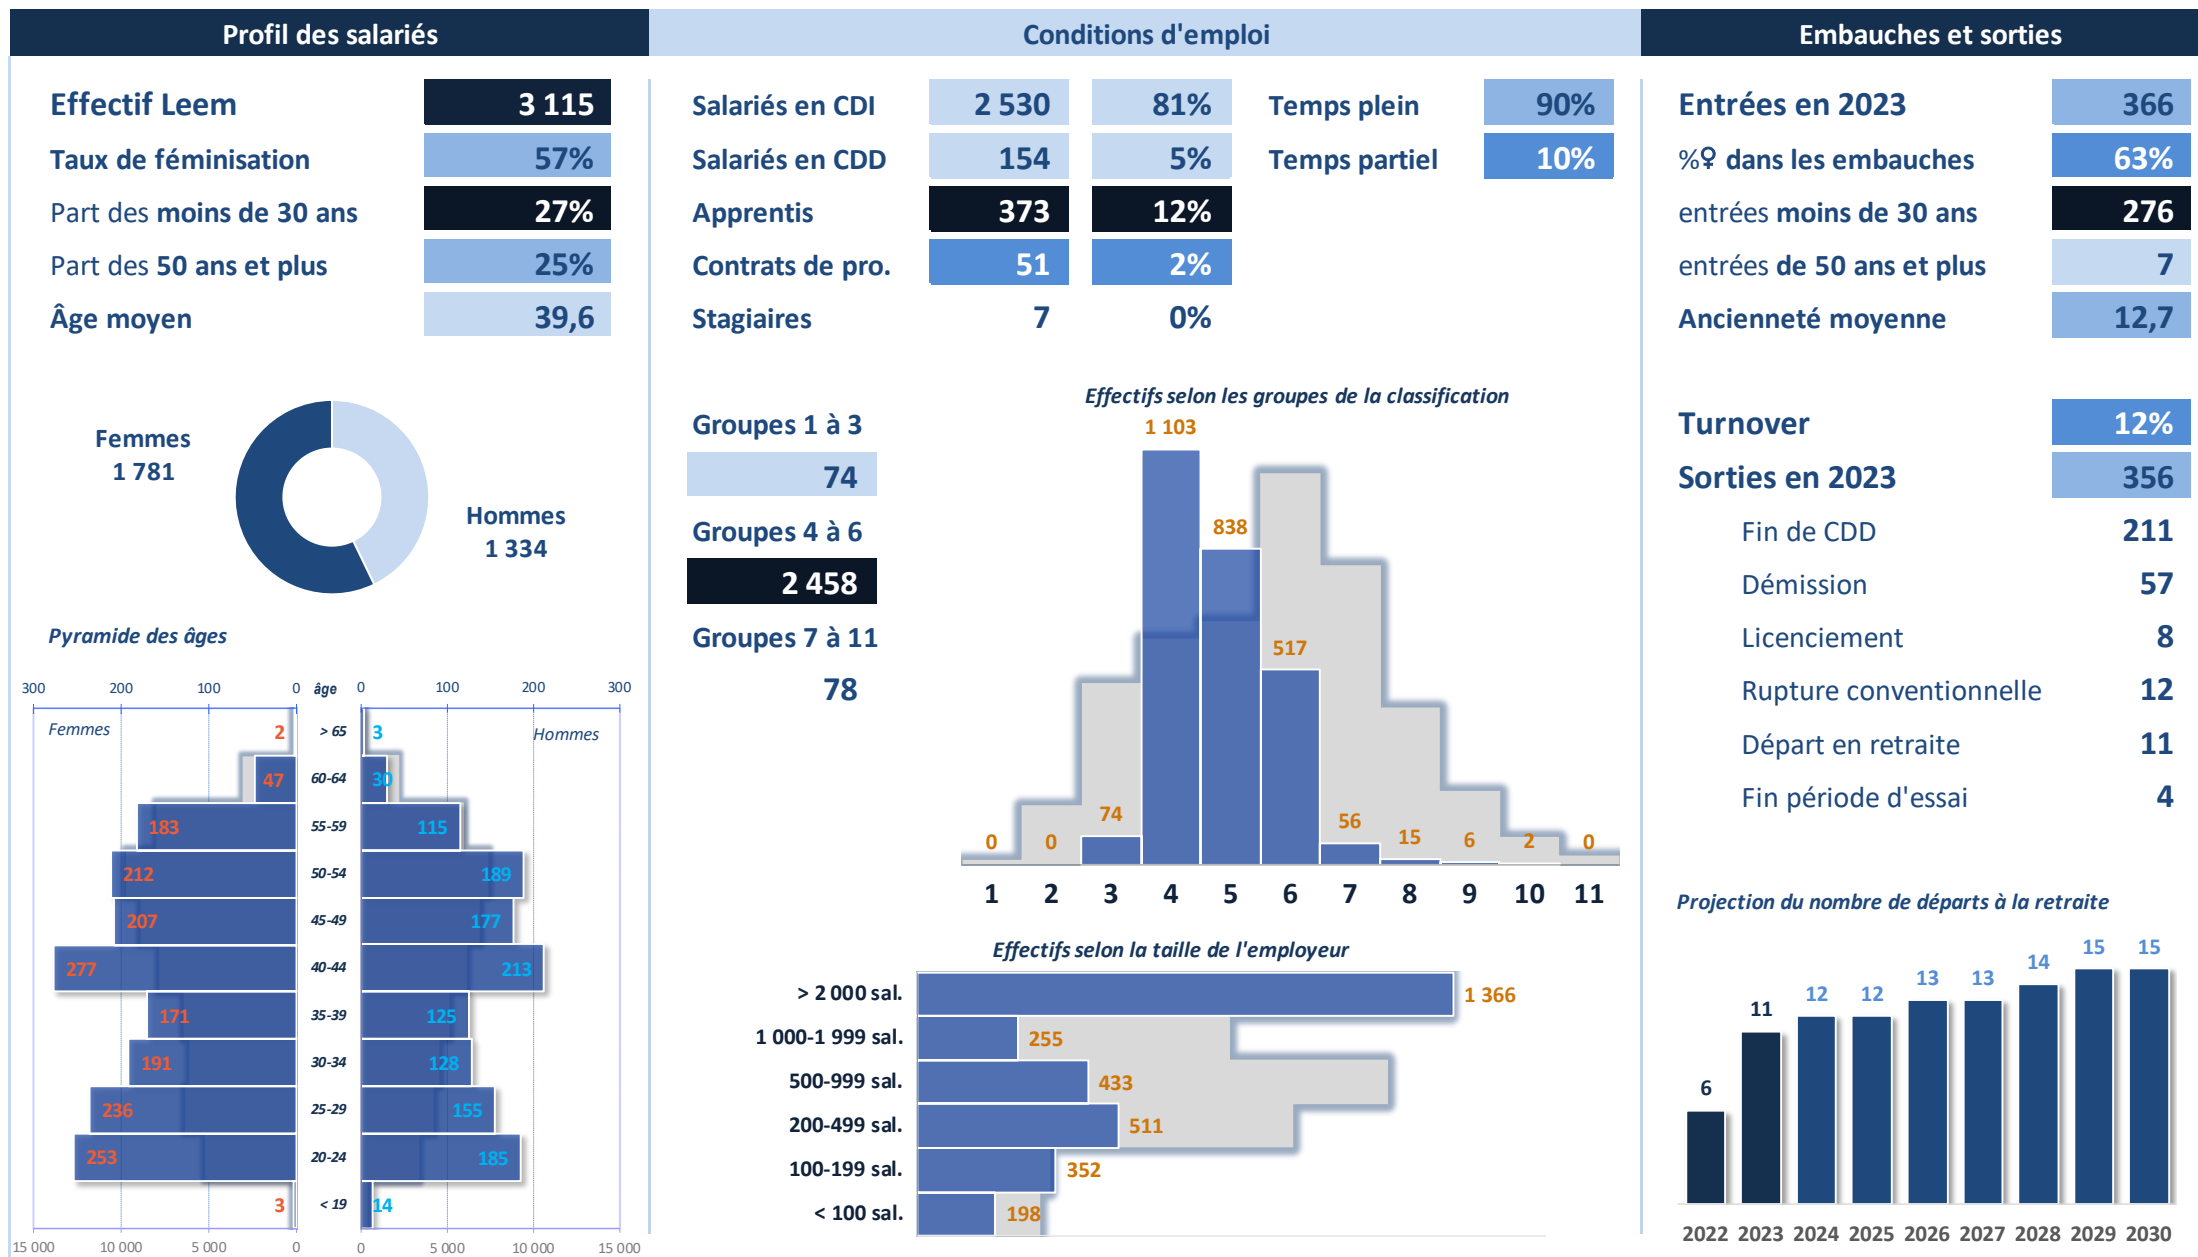 Profil des salariés
Effectif Leem 3 115
Taux de féminisation 57%
Part des moins de 30 ans 27%
Part des 50 ans et plus 25%
Âge moyen 39,6
Femmes
1 781
Hommes
1 334
Pyramide des âges
300 200 100 0 âge 0 100 200 300
Femmes Hommes
2 > 65 3
47 60-64 30
183 55-59 115
212 50-54 189
207 45-49 177
277 40-44 213
171 35-39 125
191 30-34 128
236 25-29 155
253 20-24 185
3 < 19 14
15 000 10 000 5 000 0 0 5 000 10 000 15 000
Conditions d'emploi
Salariés en CDI 2 530 81%
Salariés en CDD 154 5%
Apprentis 373 12%
Contrats de pro. 51 2%
Stagiaires 7 0%
Temps plein 90%
Temps partiel 10%
Groupes 1 à 3
74
Groupes 4 à 6
2 458
Groupes 7 à 11
78
Effectifs selon les groupes de la classification
0 0 74 1 103 838 517 56 15 6 2 0
1 2 3 4 5 6 7 8 9 10 11
Effectifs selon la taille de l'employeur
> 2 000 sal. 1 366
1 000-1 999 sal. 255
500-999 sal. 433
200-499 sal. 511
100-199 sal. 352
< 100 sal. 198
Embauches et sorties
Entrées en 2023 366
%♀ dans les embauches 63%
entrées moins de 30 ans 276
entrées de 50 ans et plus 7
Ancienneté moyenne 12,7
Turnover 12%
Sorties en 2023 356
Fin de CDD 211
Démission 57
Licenciement 8
Rupture conventionnelle 12
Départ en retraite 11
Fin période d'essai 4
Projection du nombre de départs à la retraite
6 11 12 12 13 13 14 15 15
2022 2023 2024 2025 2026 2027 2028 2029 2030